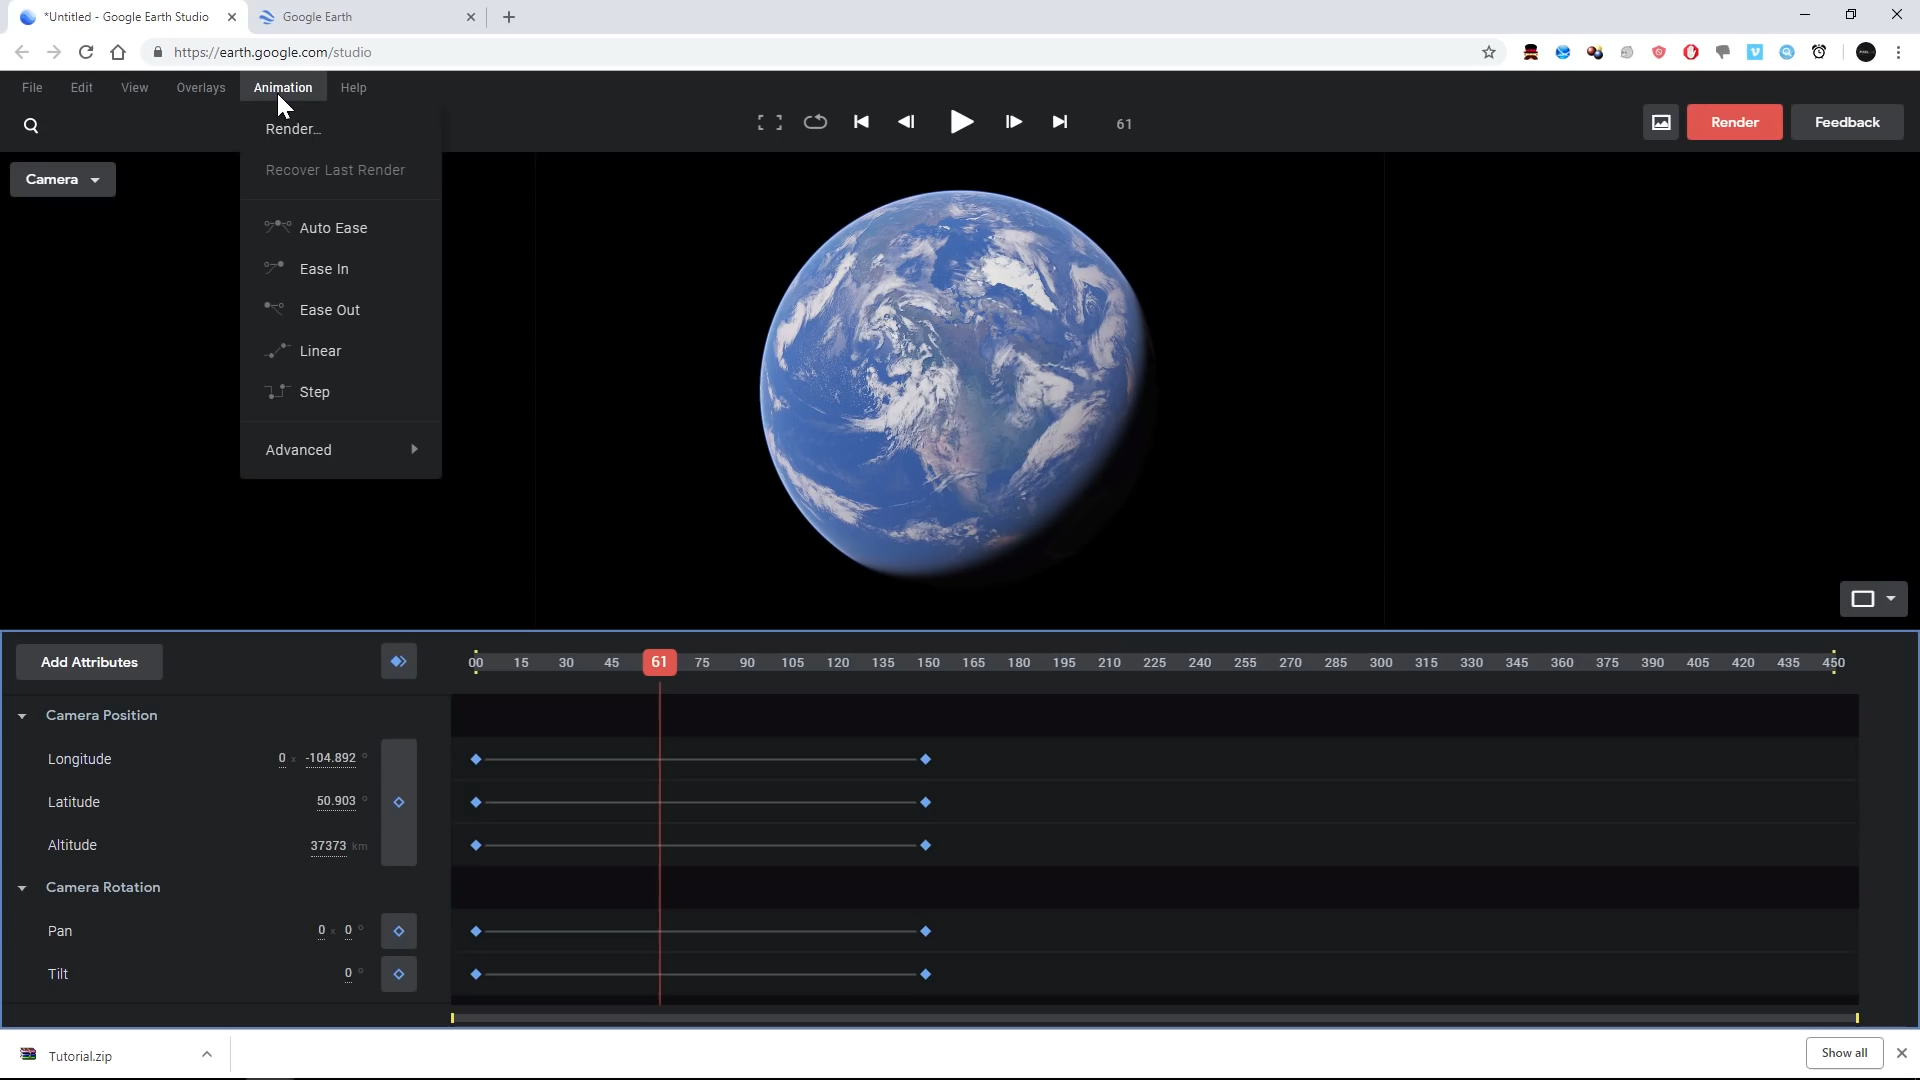 *Untitled - Google Earth Studio
Google Earth
https://earth.google.com/studio
File Edit View Overlays Animation Help
Render...
Recover Last Render
Auto Ease
Ease In
Ease Out
Linear
Step
Advanced
61
Render
Feedback
Camera
Add Attributes
00 15 30 45 61 75 90 105 120 135 150 165 180 195 210 225 240 255 270 285 300 315 330 345 360 375 390 405 420 435 450
Camera Position
Longitude 0 x -104.892 °
Latitude 50.903 °
Altitude 37373 km
Camera Rotation
Pan 0 x 0 °
Tilt 0 °
Tutorial.zip
Show all